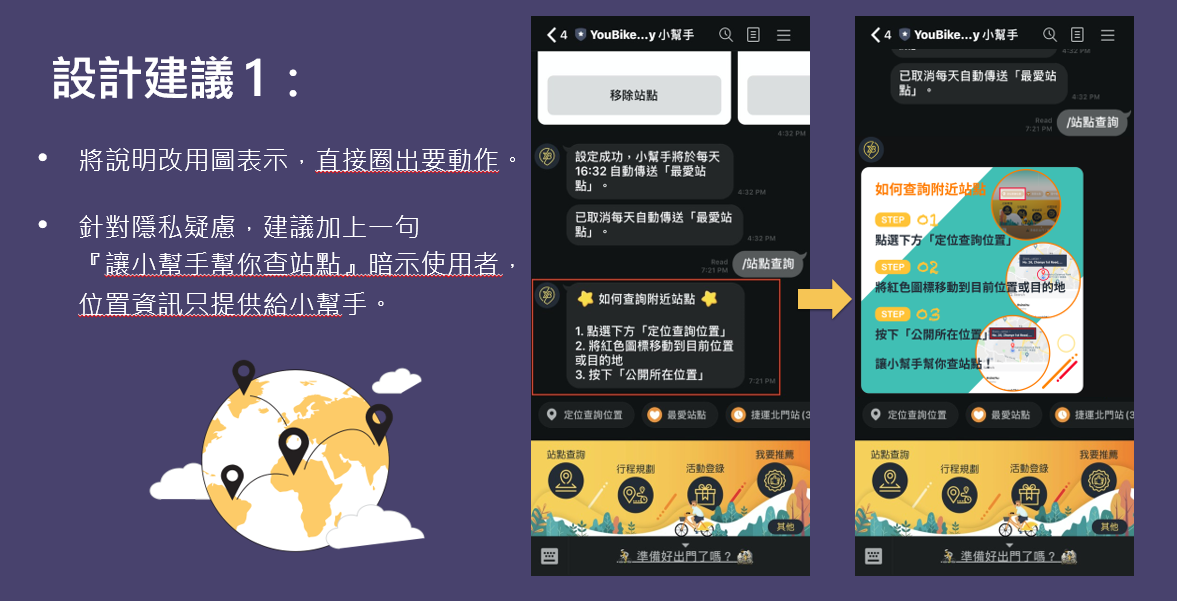 設計建議1：
• 將說明改用圖表示，直接圈出要動作。
• 針對隱私疑慮，建議加上一句
『讓小幫手幫你查站點』暗示使用者，
位置資訊只提供給小幫手。
4 YouBike...y 小幫手
移除站點
4:32 PM
設定成功，小幫手將於每天
16:32 自動傳送「最愛站
點」。
4:32 PM
已取消每天自動傳送「最愛站
點」。
4:32 PM
Read
7:21 PM
/站點查詢
如何查詢附近站點
1. 點選下方「定位查詢位置」
2. 將紅色圖標移動到目前位置
或目的地
3. 按下「公開所在位置」
7:21 PM
定位查詢位置
最愛站點
捷運北門站 (3
站點查詢
行程規劃
活動登錄
我要推薦
其他
準備好出門了嗎？
4 YouBike...y 小幫手
4:32 PM
已取消每天自動傳送「最愛站
點」。
4:32 PM
Read
7:21 PM
/站點查詢
如何查詢附近站點
STEP 01
點選下方「定位查詢位置」
STEP 02
將紅色圖標移動到目前位置或目的地
STEP 03
按下「公開所在位置」
讓小幫手幫你查站點！
定位查詢位置
最愛站點
捷運北門站 (3
站點查詢
行程規劃
活動登錄
我要推薦
其他
準備好出門了嗎？